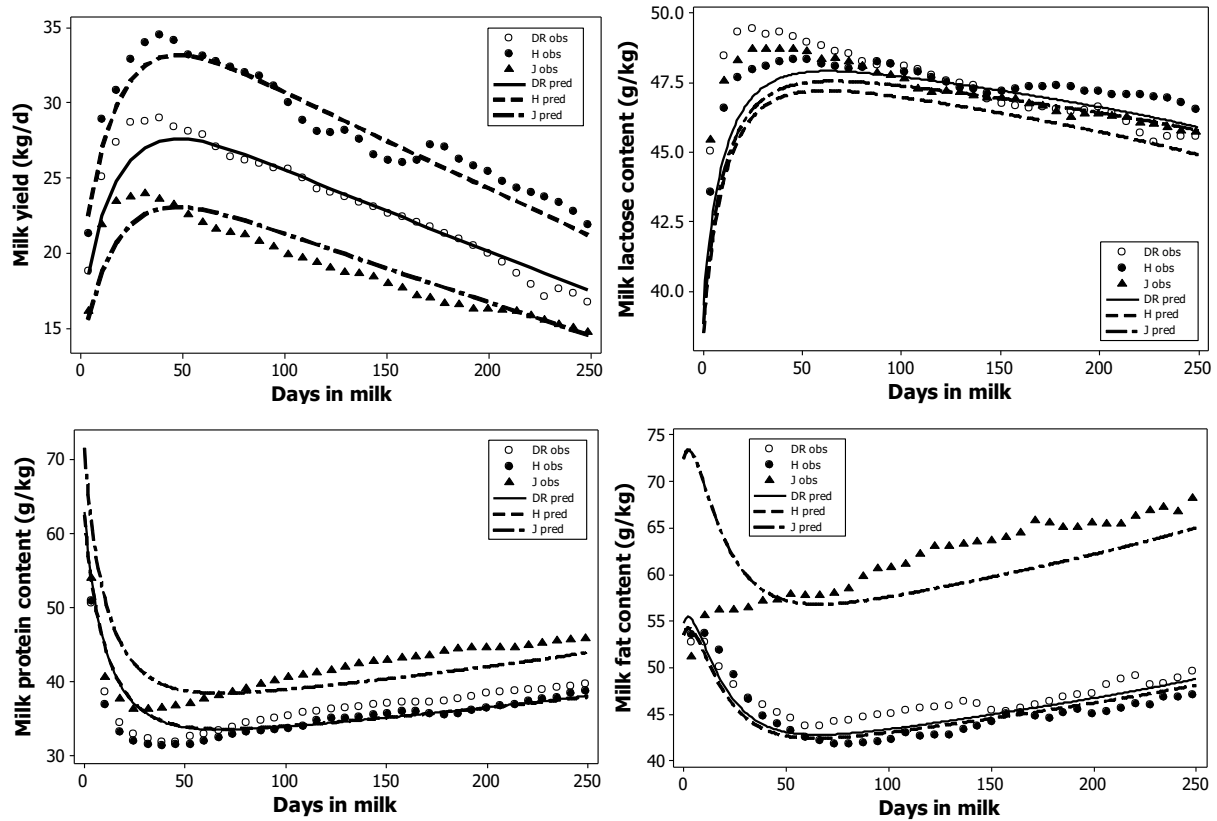 Milk yield (kg/d)
35
30
25
20
15
0
50
100
150
200
250
Days in milk
DR obs
H obs
J obs
DR pred
H pred
J pred
Milk lactose content (g/kg)
50.0
47.5
45.0
42.5
40.0
0
50
100
150
200
250
Days in milk
DR obs
H obs
J obs
DR pred
H pred
J pred
Milk protein content (g/kg)
70
60
50
40
30
0
50
100
150
200
250
Days in milk
DR obs
H obs
J obs
DR pred
H pred
J pred
Milk fat content (g/kg)
75
70
65
60
55
50
45
40
0
50
100
150
200
250
Days in milk
DR obs
H obs
J obs
DR pred
H pred
J pred